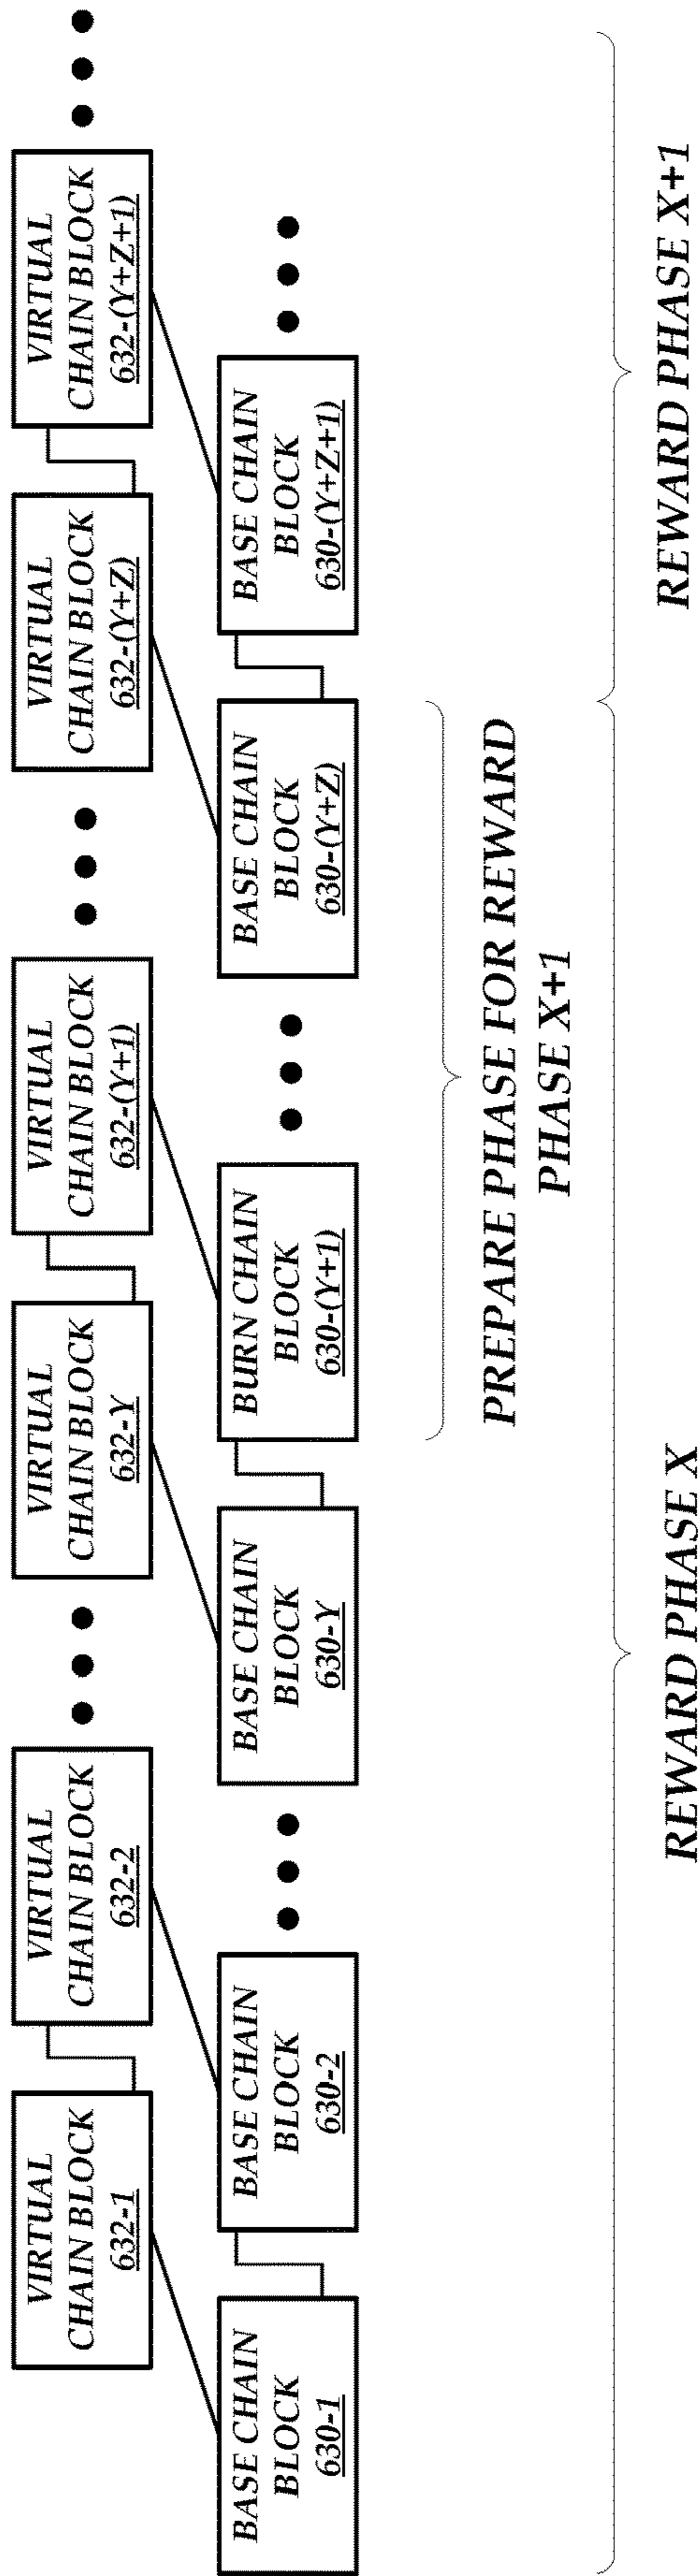 VIRTUAL
CHAIN BLOCK
632-1
VIRTUAL
CHAIN BLOCK
632-2
VIRTUAL
CHAIN BLOCK
632-Y
VIRTUAL
CHAIN BLOCK
632-(Y+1)
VIRTUAL
CHAIN BLOCK
632-(Y+Z)
VIRTUAL
CHAIN BLOCK
632-(Y+Z+1)
BASE CHAIN
BLOCK
630-1
BASE CHAIN
BLOCK
630-2
BASE CHAIN
BLOCK
630-Y
BURN CHAIN
BLOCK
630-(Y+1)
BASE CHAIN
BLOCK
630-(Y+Z)
BASE CHAIN
BLOCK
630-(Y+Z+1)
PREPARE PHASE FOR REWARD
PHASE X+1
REWARD PHASE X
REWARD PHASE X+1